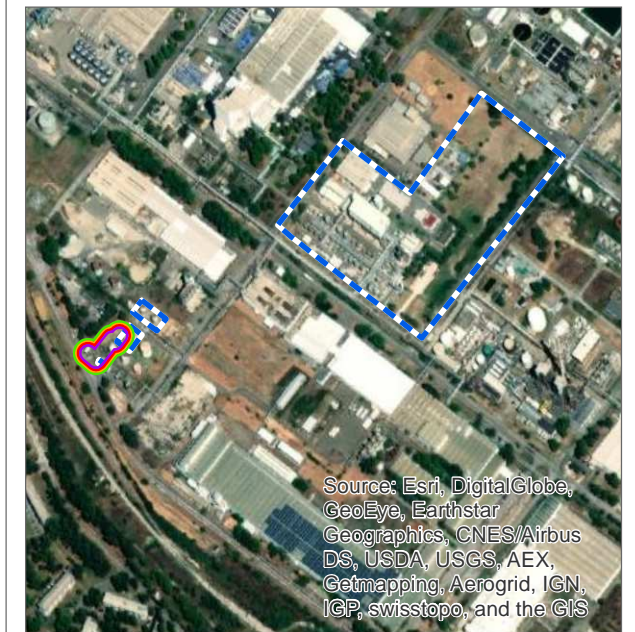 Source: Esri, DigitalGlobe,
GeoEye, Earthstar
Geographics, CNES/Airbus
DS, USDA, USGS, AEX,
Getmapping, Aerogrid, IGN,
IGP, swisstopo, and the GIS